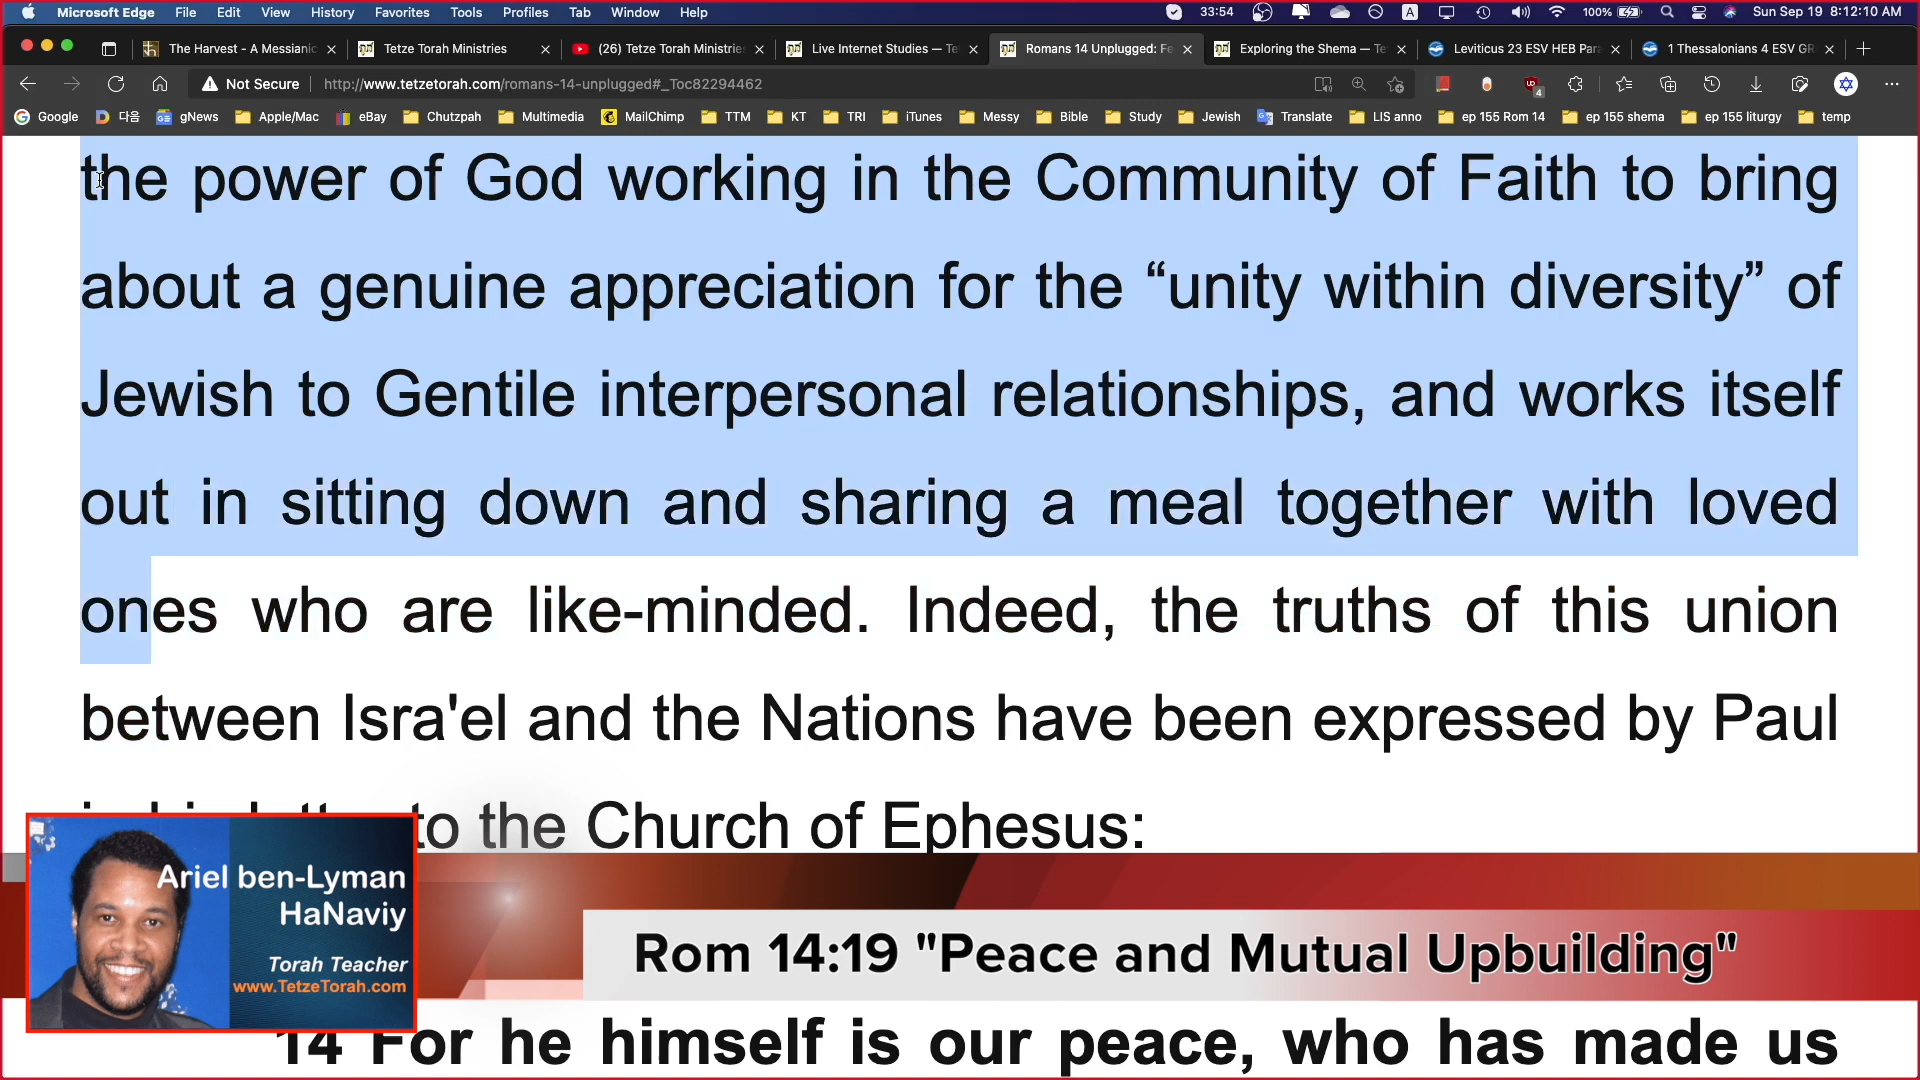 Microsoft Edge File Edit View History Favorites Tools Profiles Tab Window Help 33:54 A 100% Sun Sep 19 8:12:10 AM
The Harvest - A Messianic Tetze Torah Ministries (26) Tetze Torah Ministrie Live Internet Studies — Te Romans 14 Unplugged: Fe Exploring the Shema — Te Leviticus 23 ESV HEB Para 1 Thessalonians 4 ESV GR
Not Secure http://www.tetzetorah.com/romans-14-unplugged#_Toc82294462 4
Google 다음 gNews Apple/Mac eBay Chutzpah Multimedia MailChimp TTM KT TRI iTunes Messy Bible Study Jewish Translate LIS anno ep 155 Rom 14 ep 155 shema ep 155 liturgy temp
the power of God working in the Community of Faith to bring
about a genuine appreciation for the “unity within diversity” of
Jewish to Gentile interpersonal relationships, and works itself
out in sitting down and sharing a meal together with loved
ones who are like-minded. Indeed, the truths of this union
between Isra'el and the Nations have been expressed by Paul
to the Church of Ephesus:
Ariel ben-Lyman
HaNaviy
Torah Teacher
www.TetzeTorah.com
Rom 14:19 "Peace and Mutual Upbuilding"
14 For he himself is our peace, who has made us